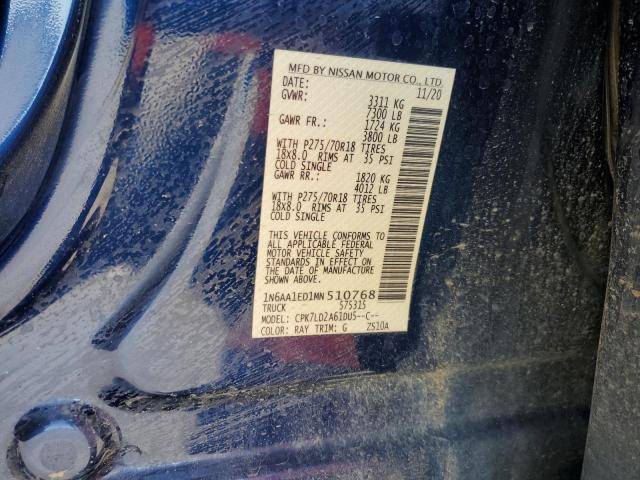 MFD BY NISSAN MOTOR CO., LTD.
DATE: 11/20
GVWR: 3311 KG
7300 LB
GAWR FR.: 1724 KG
3800 LB
WITH P275/70R18 TIRES
18X8.0 RIMS AT 35 PSI
COLD SINGLE
GAWR RR.: 1820 KG
4012 LB
WITH P275/70R18 TIRES
18X8.0 RIMS AT 35 PSI
COLD SINGLE
THIS VEHICLE CONFORMS TO
ALL APPLICABLE FEDERAL
MOTOR VEHICLE SAFETY
STANDARDS IN EFFECT ON
THE DATE OF MANUFACTURE
SHOWN ABOVE.
1N6AA1ED1MN510768
TRUCK 575315
MODEL: CPK7LD2A61DU5--C--
COLOR: RAY TRIM: G ZS10A